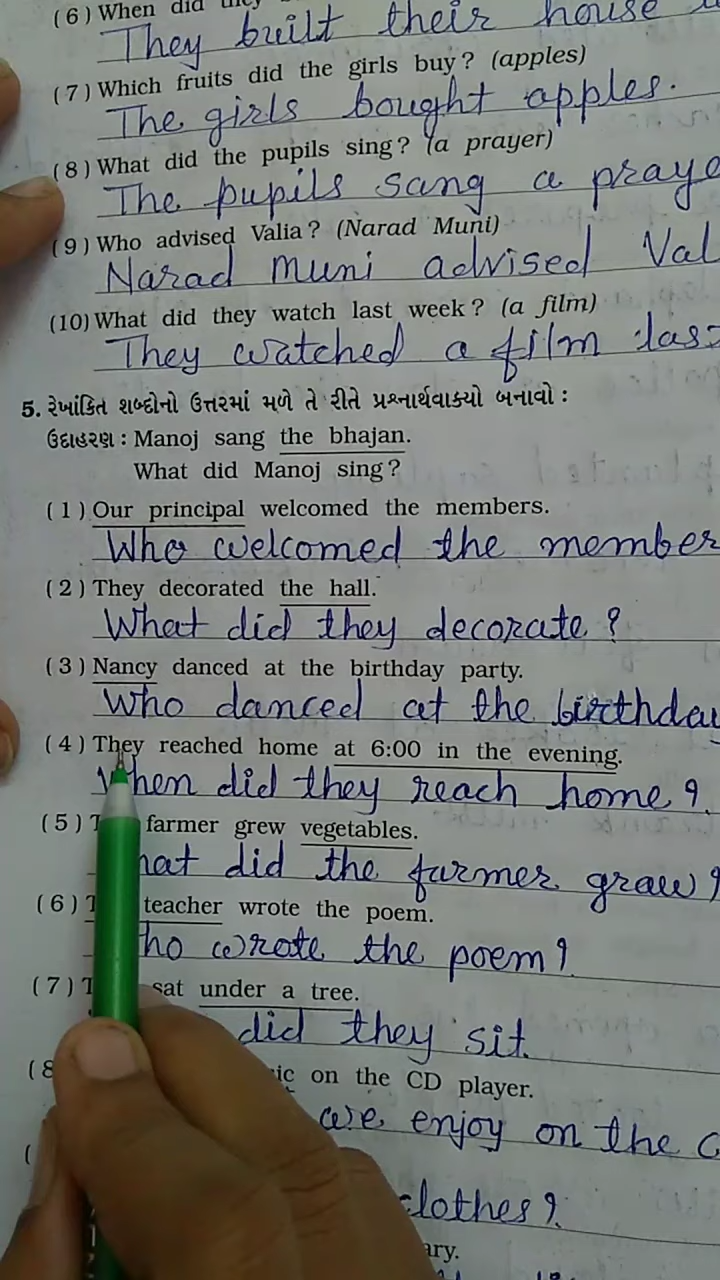 (6) When did they
They built their house
(7) Which fruits did the girls buy? (apples)
The girls bought apples.
(8) What did the pupils sing? (a prayer)
The pupils sang a praye
(9) Who advised Valia? (Narad Muni)
Narad muni advised Val
(10) What did they watch last week? (a film)
They watched a film las
5. રેખાંકિત શબ્દોનો ઉત્તરમાં મળે તે રીતે પ્રશ્નાર્થવાક્યો બનાવો :
ઉદાહરણ : Manoj sang the bhajan.
What did Manoj sing?
(1) Our principal welcomed the members.
Who welcomed the member
(2) They decorated the hall.
What did they decorate ?
(3) Nancy danced at the birthday party.
Who danced at the birthday
(4) They reached home at 6:00 in the evening.
When did they reach home ?
(5) farmer grew vegetables.
hat did the farmer graw ?
(6) teacher wrote the poem.
ho wrote the poem ?
(7) sat under a tree.
did they sit.
(8 ic on the CD player.
we enjoy on the C
clothes ?
ary.